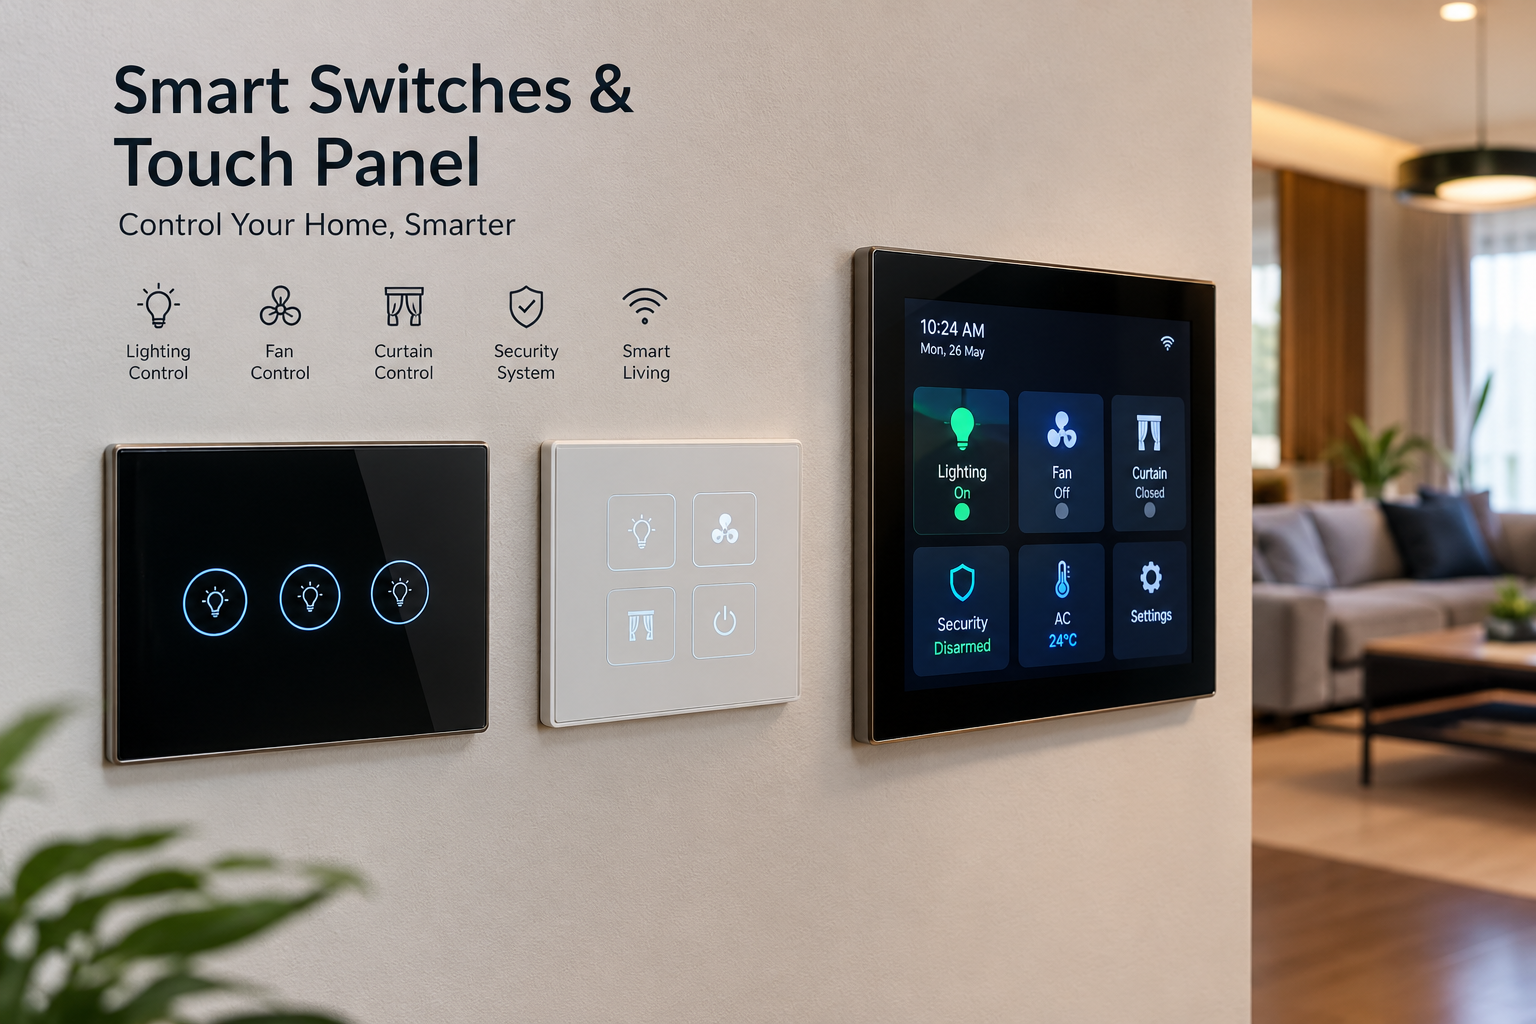 Smart Switches &
Touch Panel
Control Your Home, Smarter
Lighting
Control
Fan
Control
Curtain
Control
Security
System
Smart
Living
10:24 AM
Mon, 26 May
Lighting
On
Fan
Off
Curtain
Closed
Security
Disarmed
AC
24°C
Settings